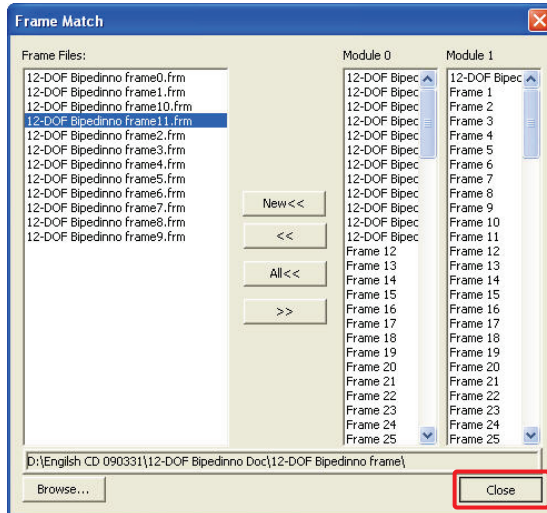 Frame Match
Frame Files:
12-DOF Bipedinno frame0.frm
12-DOF Bipedinno frame1.frm
12-DOF Bipedinno frame10.frm
12-DOF Bipedinno frame11.frm
12-DOF Bipedinno frame2.frm
12-DOF Bipedinno frame3.frm
12-DOF Bipedinno frame4.frm
12-DOF Bipedinno frame5.frm
12-DOF Bipedinno frame6.frm
12-DOF Bipedinno frame7.frm
12-DOF Bipedinno frame8.frm
12-DOF Bipedinno frame9.frm
New<<
<<
All<<
>>
Module 0
12-DOF Bipec
12-DOF Bipec
12-DOF Bipec
12-DOF Bipec
12-DOF Bipec
12-DOF Bipec
12-DOF Bipec
12-DOF Bipec
12-DOF Bipec
12-DOF Bipec
12-DOF Bipec
12-DOF Bipec
Frame 12
Frame 13
Frame 14
Frame 15
Frame 16
Frame 17
Frame 18
Frame 19
Frame 20
Frame 21
Frame 22
Frame 23
Frame 24
Frame 25
Module 1
12-DOF Bipec
Frame 1
Frame 2
Frame 3
Frame 4
Frame 5
Frame 6
Frame 7
Frame 8
Frame 9
Frame 10
Frame 11
Frame 12
Frame 13
Frame 14
Frame 15
Frame 16
Frame 17
Frame 18
Frame 19
Frame 20
Frame 21
Frame 22
Frame 23
Frame 24
Frame 25
D:\Engilsh CD 090331\12-DOF Bipedinno Doc\12-DOF Bipedinno frame\
Browse...
Close